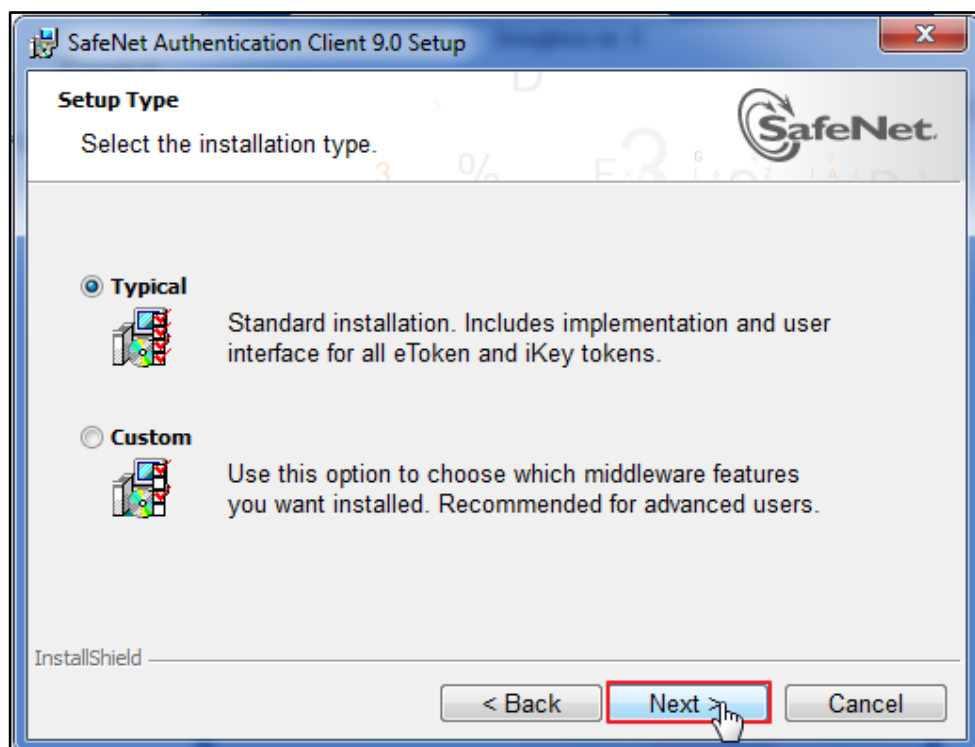 SafeNet Authentication Client 9.0 Setup
Setup Type
Select the installation type.
SafeNet.
Typical
Standard installation. Includes implementation and user
interface for all eToken and iKey tokens.
Custom
Use this option to choose which middleware features
you want installed. Recommended for advanced users.
InstallShield
< Back
Next >
Cancel